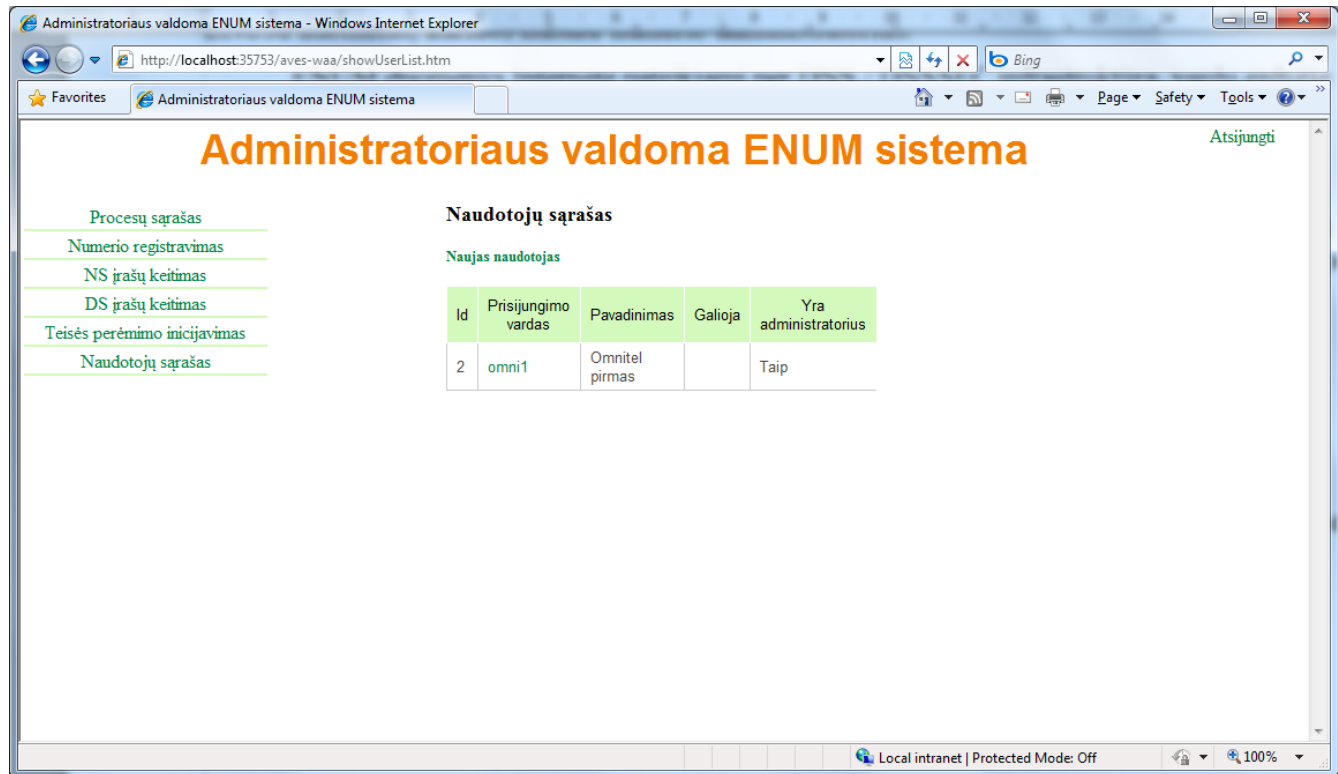 Administratoriaus valdoma ENUM sistema - Windows Internet Explorer
http://localhost:35753/aves-waa/showUserList.htm
Bing
Favorites
Administratoriaus valdoma ENUM sistema
Page
Safety
Tools
Atsijungti
Administratoriaus valdoma ENUM sistema
Procesų sąrašas
Numerio registravimas
NS įrašų keitimas
DS įrašų keitimas
Teisės perėmimo inicijavimas
Naudotojų sąrašas
Naudotojų sąrašas
Naujas naudotojas
Id Prisijungimo vardas Pavadinimas Galioja Yra administratorius
2 omni1 Omnitel pirmas Taip
Local intranet | Protected Mode: Off
100%